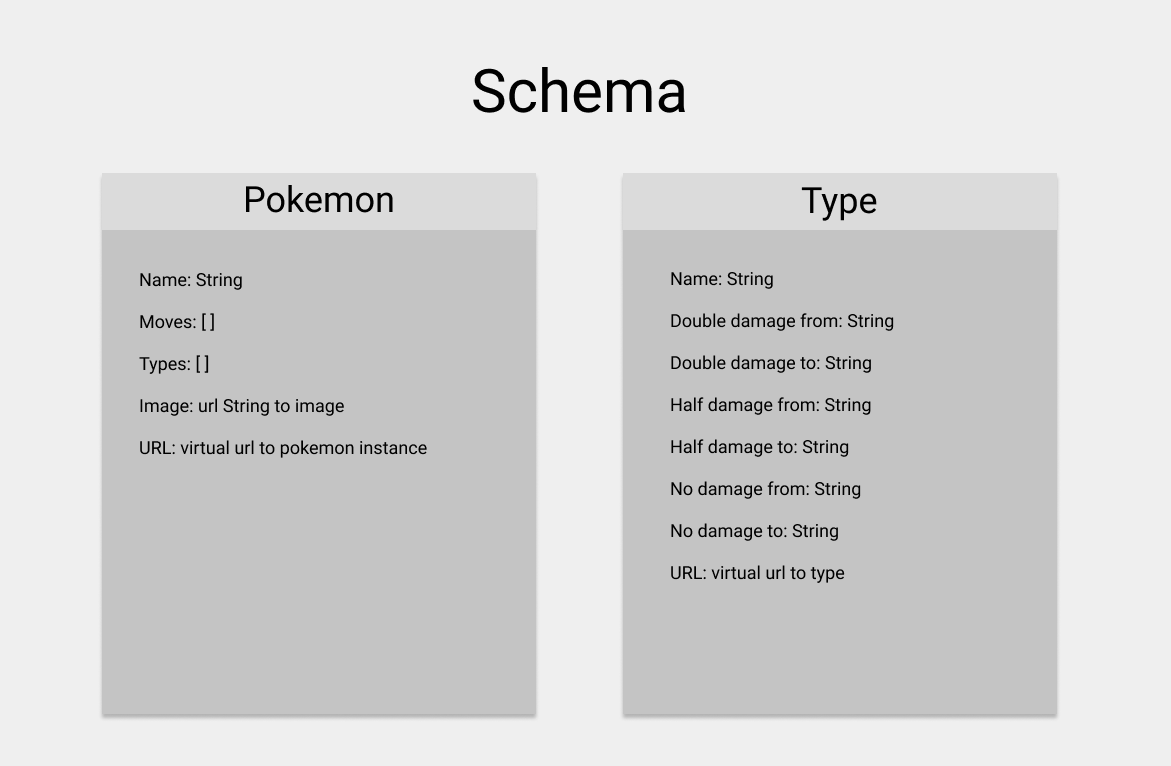 Schema
Pokemon
Name: String
Moves: [ ]
Types: [ ]
Image: url String to image
URL: virtual url to pokemon instance
Type
Name: String
Double damage from: String
Double damage to: String
Half damage from: String
Half damage to: String
No damage from: String
No damage to: String
URL: virtual url to type